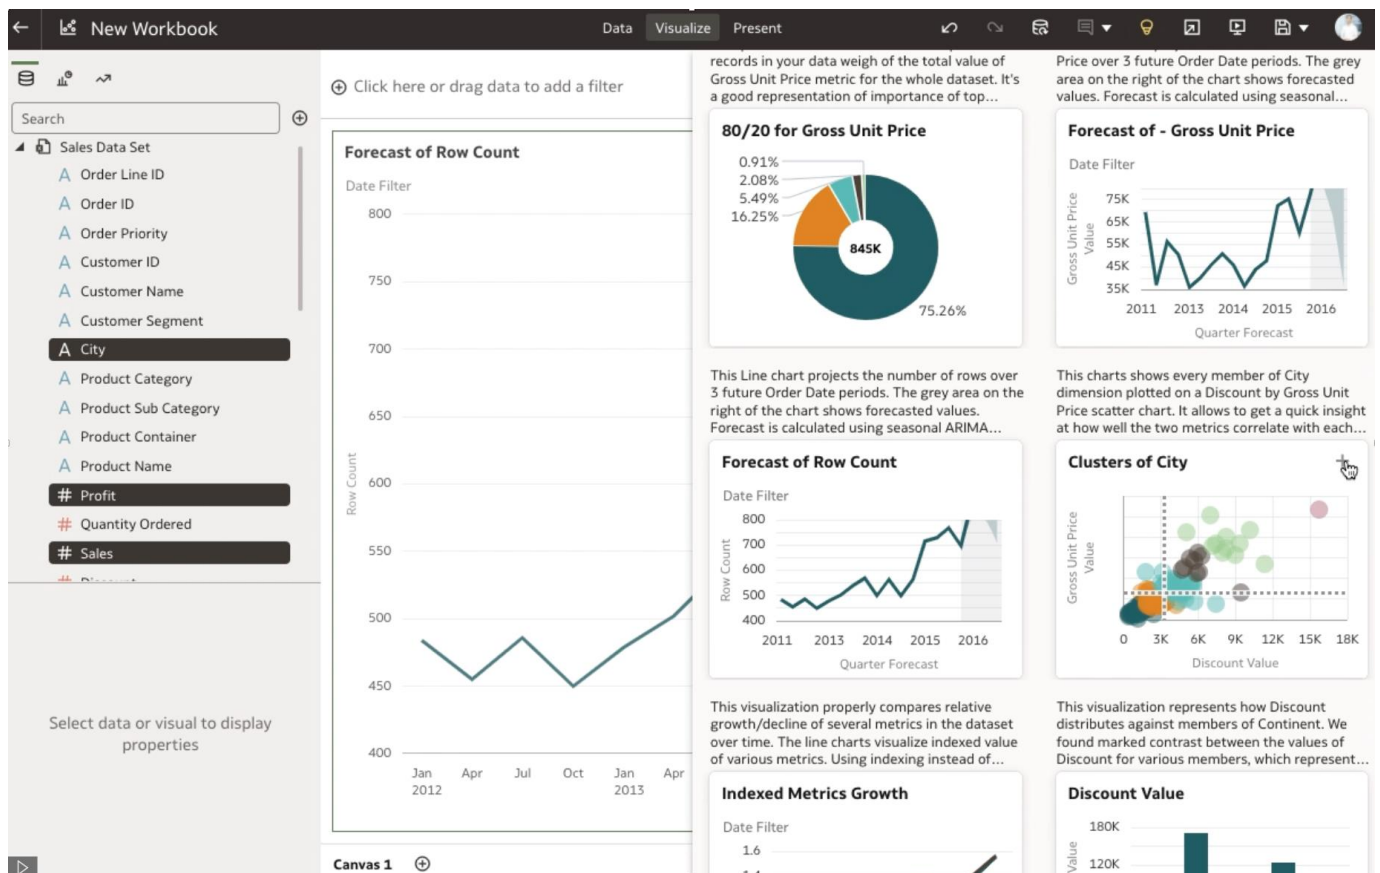 New Workbook
Data Visualize Present
Search
Sales Data Set
A Order Line ID
A Order ID
A Order Priority
A Customer ID
A Customer Name
A Customer Segment
A City
A Product Category
A Product Sub Category
A Product Container
A Product Name
# Profit
# Quantity Ordered
# Sales
# Discount
Select data or visual to display
properties
Click here or drag data to add a filter
Forecast of Row Count
Date Filter
800
750
700
650
600
550
500
450
400
Row Count
Jan Apr Jul Oct Jan Apr
2012 2013
Canvas 1
records in your data weigh of the total value of
Gross Unit Price metric for the whole dataset. It's
a good representation of importance of top...
80/20 for Gross Unit Price
0.91%
2.08%
5.49%
16.25%
845K
75.26%
Price over 3 future Order Date periods. The grey
area on the right of the chart shows forecasted
values. Forecast is calculated using seasonal...
Forecast of - Gross Unit Price
Date Filter
Gross Unit Price
Value
75K
65K
55K
45K
35K
2011 2013 2014 2015 2016
Quarter Forecast
This Line chart projects the number of rows over
3 future Order Date periods. The grey area on the
right of the chart shows forecasted values.
Forecast is calculated using seasonal ARIMA...
Forecast of Row Count
Date Filter
800
700
600
500
400
Row Count
2011 2013 2014 2015 2016
Quarter Forecast
This charts shows every member of City
dimension plotted on a Discount by Gross Unit
Price scatter chart. It allows to get a quick insight
at how well the two metrics correlate with each...
Clusters of City
Gross Unit Price
Value
0 3K 6K 9K 12K 15K 18K
Discount Value
This visualization properly compares relative
growth/decline of several metrics in the dataset
over time. The line charts visualize indexed value
of various metrics. Using indexing instead of...
Indexed Metrics Growth
Date Filter
1.6
This visualization represents how Discount
distributes against members of Continent. We
found marked contrast between the values of
Discount for various members, which represent...
Discount Value
180K
120K
Value